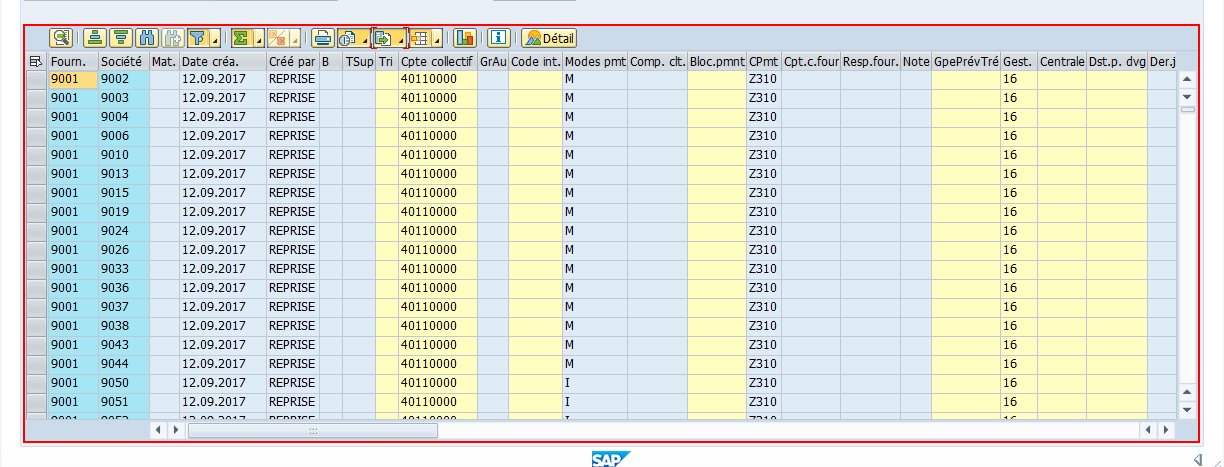 Détail
Fourn. Société Mat. Date créa. Créé par B TSup Tri Cpte collectif GrAu Code int. Modes pmt Comp. clt. Bloc.pmnt CPmt Cpt.c.four Resp.four. Note GpePrévTré Gest. Centrale Dst.p. dvg Der.j
9001 9002 12.09.2017 REPRISE 40110000 M Z310 16
9001 9003 12.09.2017 REPRISE 40110000 M Z310 16
9001 9004 12.09.2017 REPRISE 40110000 M Z310 16
9001 9006 12.09.2017 REPRISE 40110000 M Z310 16
9001 9010 12.09.2017 REPRISE 40110000 M Z310 16
9001 9013 12.09.2017 REPRISE 40110000 M Z310 16
9001 9015 12.09.2017 REPRISE 40110000 M Z310 16
9001 9019 12.09.2017 REPRISE 40110000 M Z310 16
9001 9024 12.09.2017 REPRISE 40110000 M Z310 16
9001 9026 12.09.2017 REPRISE 40110000 M Z310 16
9001 9033 12.09.2017 REPRISE 40110000 M Z310 16
9001 9036 12.09.2017 REPRISE 40110000 M Z310 16
9001 9037 12.09.2017 REPRISE 40110000 M Z310 16
9001 9038 12.09.2017 REPRISE 40110000 M Z310 16
9001 9043 12.09.2017 REPRISE 40110000 M Z310 16
9001 9044 12.09.2017 REPRISE 40110000 M Z310 16
9001 9050 12.09.2017 REPRISE 40110000 I Z310 16
9001 9051 12.09.2017 REPRISE 40110000 I Z310 16
SAP